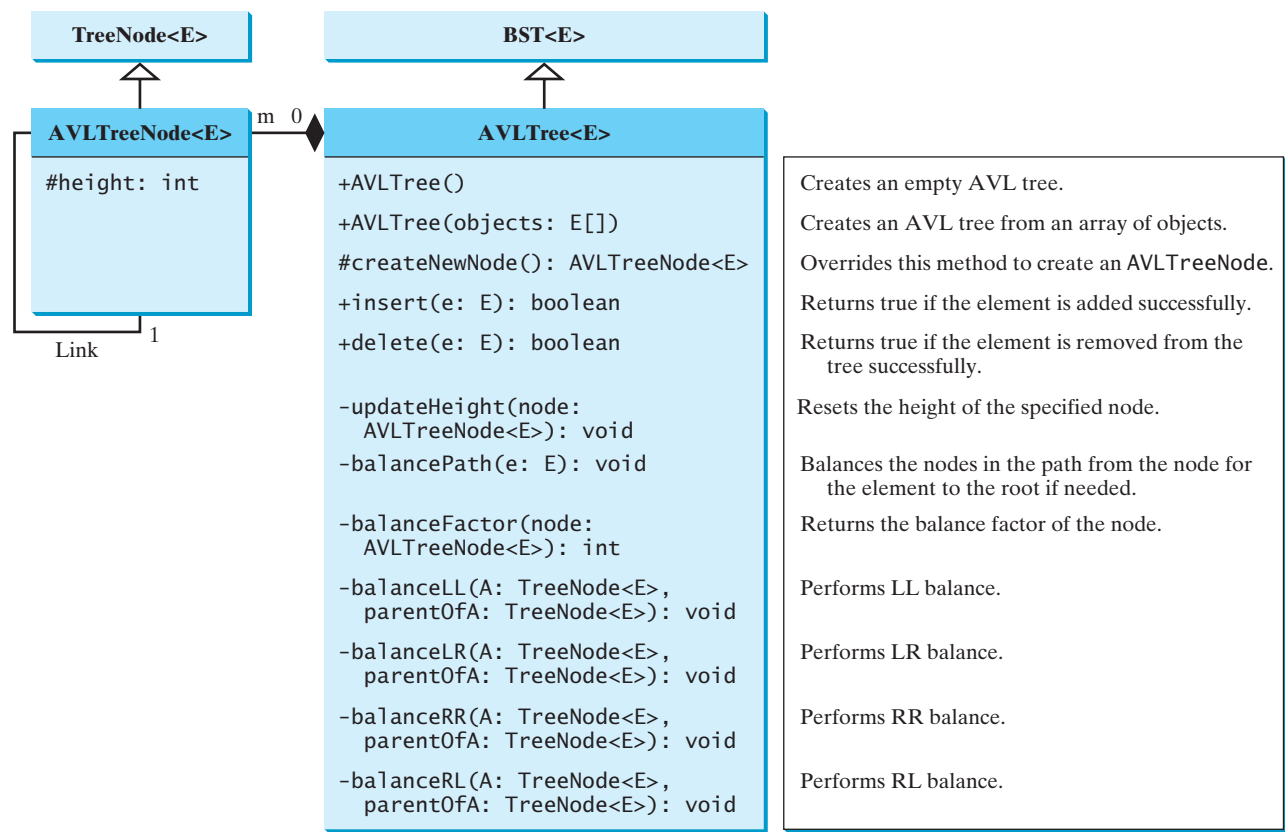 TreeNode<E>
BST<E>
AVLTreeNode<E>
m 0
AVLTree<E>
#height: int
Link
1
+AVLTree()
+AVLTree(objects: E[])
#createNewNode(): AVLTreeNode<E>
+insert(e: E): boolean
+delete(e: E): boolean
-updateHeight(node:
AVLTreeNode<E>): void
-balancePath(e: E): void
-balanceFactor(node:
AVLTreeNode<E>): int
-balanceLL(A: TreeNode<E>,
parentOfA: TreeNode<E>): void
-balanceLR(A: TreeNode<E>,
parentOfA: TreeNode<E>): void
-balanceRR(A: TreeNode<E>,
parentOfA: TreeNode<E>): void
-balanceRL(A: TreeNode<E>,
parentOfA: TreeNode<E>): void
Creates an empty AVL tree.
Creates an AVL tree from an array of objects.
Overrides this method to create an AVLTreeNode.
Returns true if the element is added successfully.
Returns true if the element is removed from the
tree successfully.
Resets the height of the specified node.
Balances the nodes in the path from the node for
the element to the root if needed.
Returns the balance factor of the node.
Performs LL balance.
Performs LR balance.
Performs RR balance.
Performs RL balance.